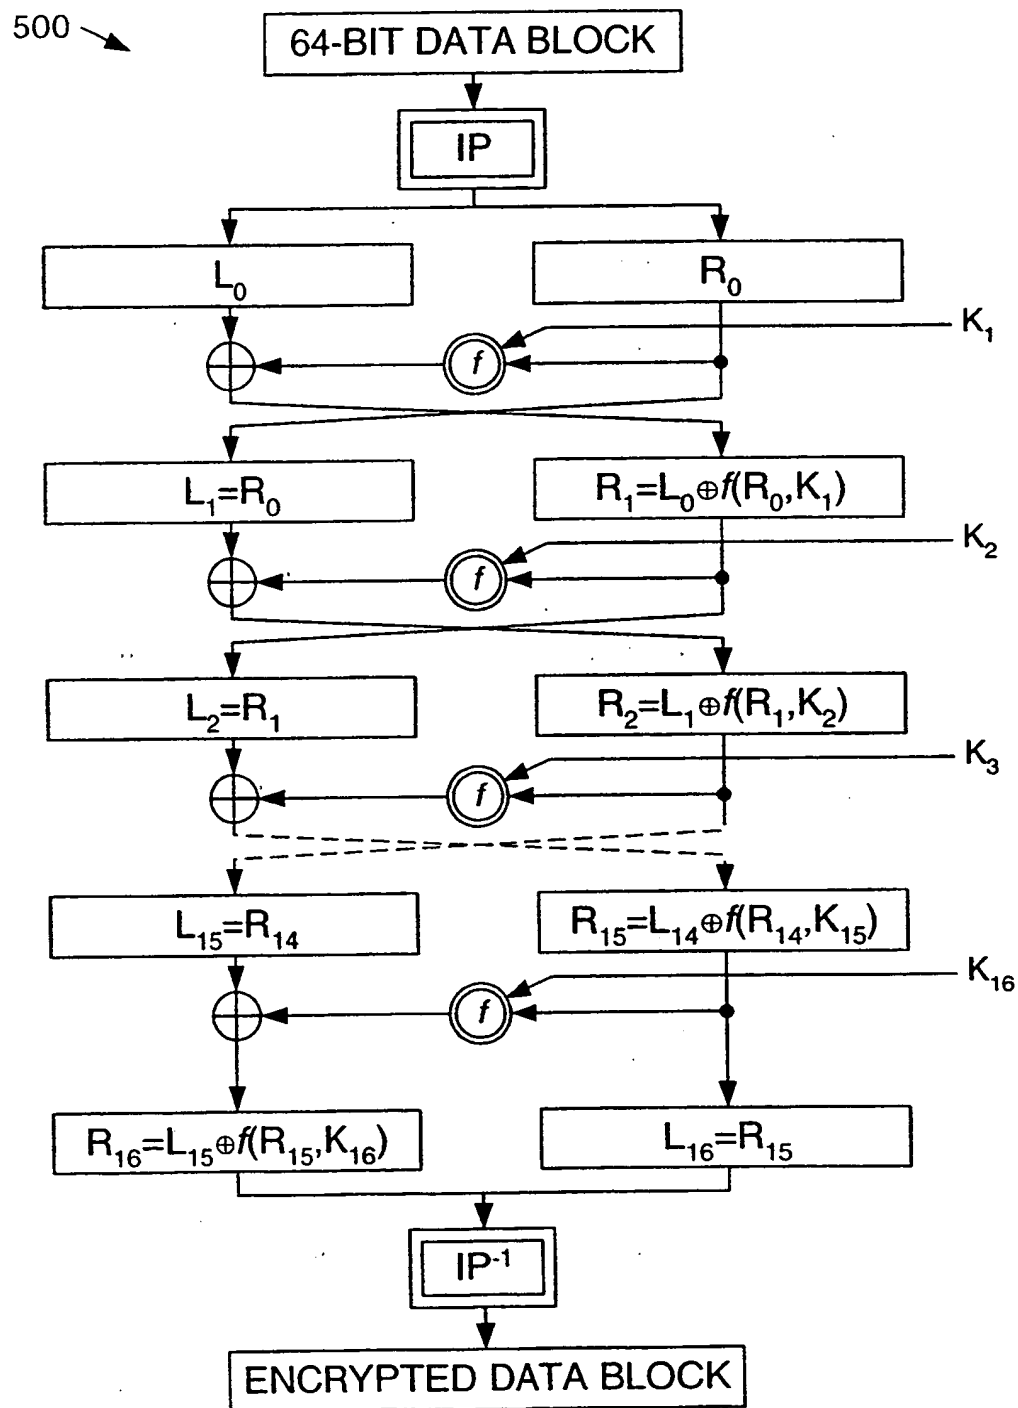 500
64-BIT DATA BLOCK
IP
L₀ R₀
K₁
f
L₁=R₀ R₁=L₀⊕f(R₀,K₁)
K₂
f
L₂=R₁ R₂=L₁⊕f(R₁,K₂)
K₃
f
L₁₅=R₁₄ R₁₅=L₁₄⊕f(R₁₄,K₁₅)
K₁₆
f
R₁₆=L₁₅⊕f(R₁₅,K₁₆) L₁₆=R₁₅
IP⁻¹
ENCRYPTED DATA BLOCK